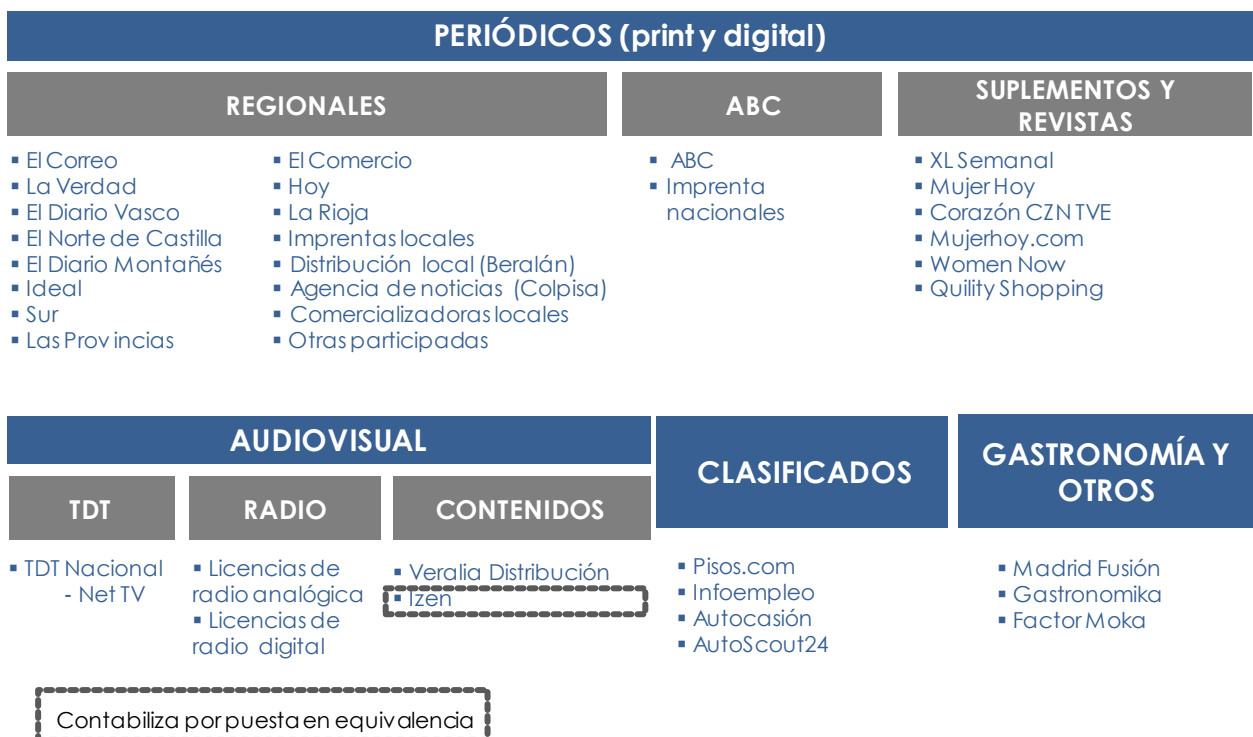 PERIÓDICOS (print y digital)
REGIONALES
▪ El Correo
▪ La Verdad
▪ El Diario Vasco
▪ El Norte de Castilla
▪ El Diario Montañés
▪ Ideal
▪ Sur
▪ Las Provincias
▪ El Comercio
▪ Hoy
▪ La Rioja
▪ Imprentas locales
▪ Distribución local (Beralán)
▪ Agencia de noticias (Colpisa)
▪ Comercializadoras locales
▪ Otras participadas
ABC
▪ ABC
▪ Imprenta
nacionales
SUPLEMENTOS Y
REVISTAS
▪ XL Semanal
▪ Mujer Hoy
▪ Corazón CZN TVE
▪ Mujerhoy.com
▪ Women Now
▪ Quility Shopping
AUDIOVISUAL
TDT
▪ TDT Nacional
- Net TV
RADIO
▪ Licencias de
radio analógica
▪ Licencias de
radio digital
CONTENIDOS
▪ Veralia Distribución
▪ Izen
CLASIFICADOS
▪ Pisos.com
▪ Infoempleo
▪ Autocasión
▪ AutoScout24
GASTRONOMÍA Y
OTROS
▪ Madrid Fusión
▪ Gastronomika
▪ Factor Moka
Contabiliza por puesta en equivalencia